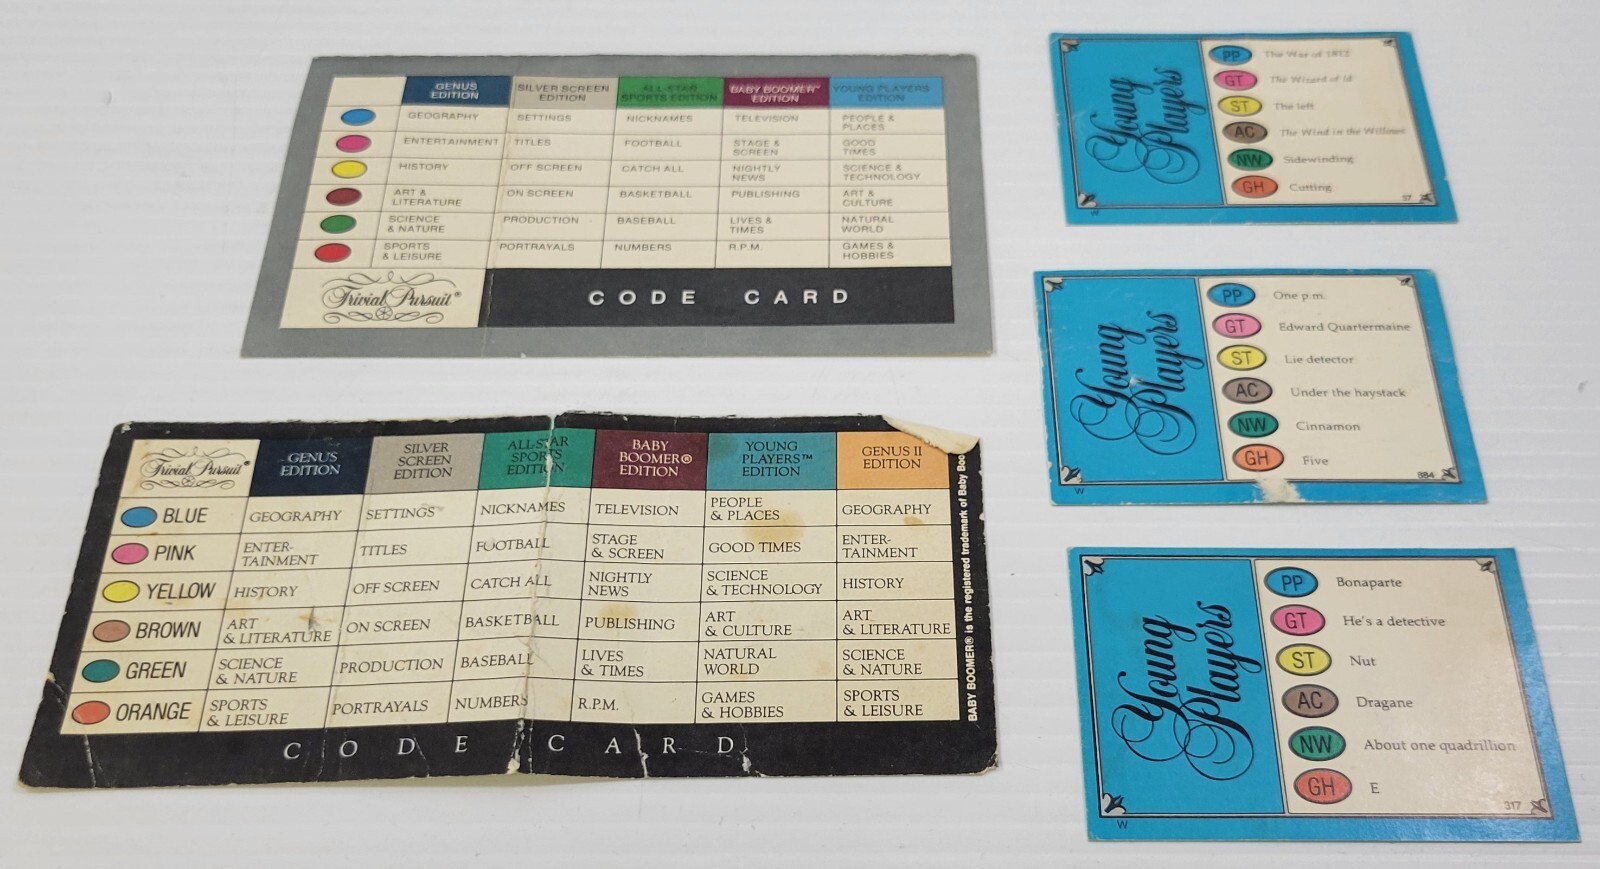 GENUS
EDITION
SILVER SCREEN
EDITION
ALL-STAR
SPORTS EDITION
BABY BOOMER™
EDITION
YOUNG PLAYERS
EDITION
GEOGRAPHY
SETTINGS
NICKNAMES
TELEVISION
PEOPLE &
PLACES
ENTERTAINMENT
TITLES
FOOTBALL
STAGE &
SCREEN
GOOD
TIMES
HISTORY
OFF SCREEN
CATCH ALL
NIGHTLY
NEWS
SCIENCE &
TECHNOLOGY
ART &
LITERATURE
ON SCREEN
BASKETBALL
PUBLISHING
ART &
CULTURE
SCIENCE
& NATURE
PRODUCTION
BASEBALL
LIVES &
TIMES
NATURAL
WORLD
SPORTS
& LEISURE
PORTRAYALS
NUMBERS
R.P.M.
GAMES &
HOBBIES
Trivial Pursuit®
CODE CARD
Trivial Pursuit®
GENUS
EDITION
SILVER
SCREEN
EDITION
ALL-STAR
SPORTS
EDITION
BABY
BOOMER®
EDITION
YOUNG
PLAYERS™
EDITION
GENUS II
EDITION
BLUE
GEOGRAPHY
SETTINGS
NICKNAMES
TELEVISION
PEOPLE
& PLACES
GEOGRAPHY
PINK
ENTER-
TAINMENT
TITLES
FOOTBALL
STAGE
& SCREEN
GOOD TIMES
ENTER-
TAINMENT
YELLOW
HISTORY
OFF SCREEN
CATCH ALL
NIGHTLY
NEWS
SCIENCE
& TECHNOLOGY
HISTORY
BROWN
ART
& LITERATURE
ON SCREEN
BASKETBALL
PUBLISHING
ART
& CULTURE
ART
& LITERATURE
GREEN
SCIENCE
& NATURE
PRODUCTION
BASEBALL
LIVES
& TIMES
NATURAL
WORLD
SCIENCE
& NATURE
ORANGE
SPORTS
& LEISURE
PORTRAYALS
NUMBERS
R.P.M.
GAMES
& HOBBIES
SPORTS
& LEISURE
CODE CARD
BABY BOOMER® is the registered trademark of Baby Boo
Young
Players
PP The War of 1812
GT The Wizard of Id
ST The left
AC The Wind in the Willows
NW Sidewinding
GH Cutting
57
W
Young
Players
PP One p.m.
GT Edward Quartermaine
ST Lie detector
AC Under the haystack
NW Cinnamon
GH Five
884
W
Young
Players
PP Bonaparte
GT He's a detective
ST Nut
AC Dragane
NW About one quadrillion
GH E
317
W